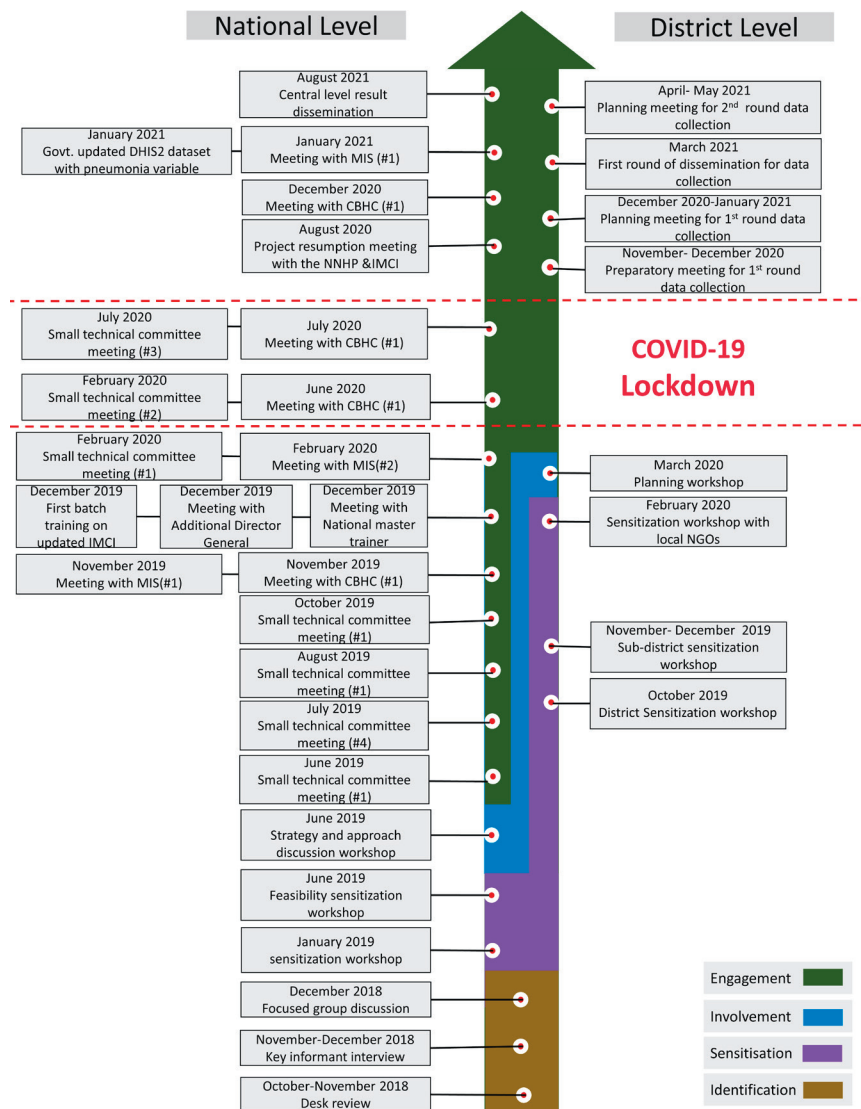 National Level
District Level
August 2021
Central level result
dissemination
January 2021
Govt. updated DHIS2 dataset
with pneumonia variable
January 2021
Meeting with MIS (#1)
December 2020
Meeting with CBHC (#1)
August 2020
Project resumption meeting
with the NNHP &IMCI
April- May 2021
Planning meeting for 2nd round data
collection
March 2021
First round of dissemination for data
collection
December 2020-January 2021
Planning meeting for 1st round data
collection
November- December 2020
Preparatory meeting for 1st round
data collection
July 2020
Small technical committee
meeting (#3)
July 2020
Meeting with CBHC (#1)
February 2020
Small technical committee
meeting (#2)
June 2020
Meeting with CBHC (#1)
COVID-19
Lockdown
February 2020
Small technical committee
meeting (#1)
February 2020
Meeting with MIS(#2)
December 2019
First batch
training on
updated IMCI
December 2019
Meeting with
Additional Director
General
December 2019
Meeting with
National master
trainer
November 2019
Meeting with MIS(#1)
November 2019
Meeting with CBHC (#1)
October 2019
Small technical committee
meeting (#1)
August 2019
Small technical committee
meeting (#1)
July 2019
Small technical committee
meeting (#4)
June 2019
Small technical committee
meeting (#1)
June 2019
Strategy and approach
discussion workshop
June 2019
Feasibility sensitization
workshop
January 2019
sensitization workshop
December 2018
Focused group discussion
November-December 2018
Key informant interview
October-November 2018
Desk review
March 2020
Planning workshop
February 2020
Sensitization workshop with
local NGOs
November- December 2019
Sub-district sensitization
workshop
October 2019
District Sensitization workshop
Engagement
Involvement
Sensitisation
Identification